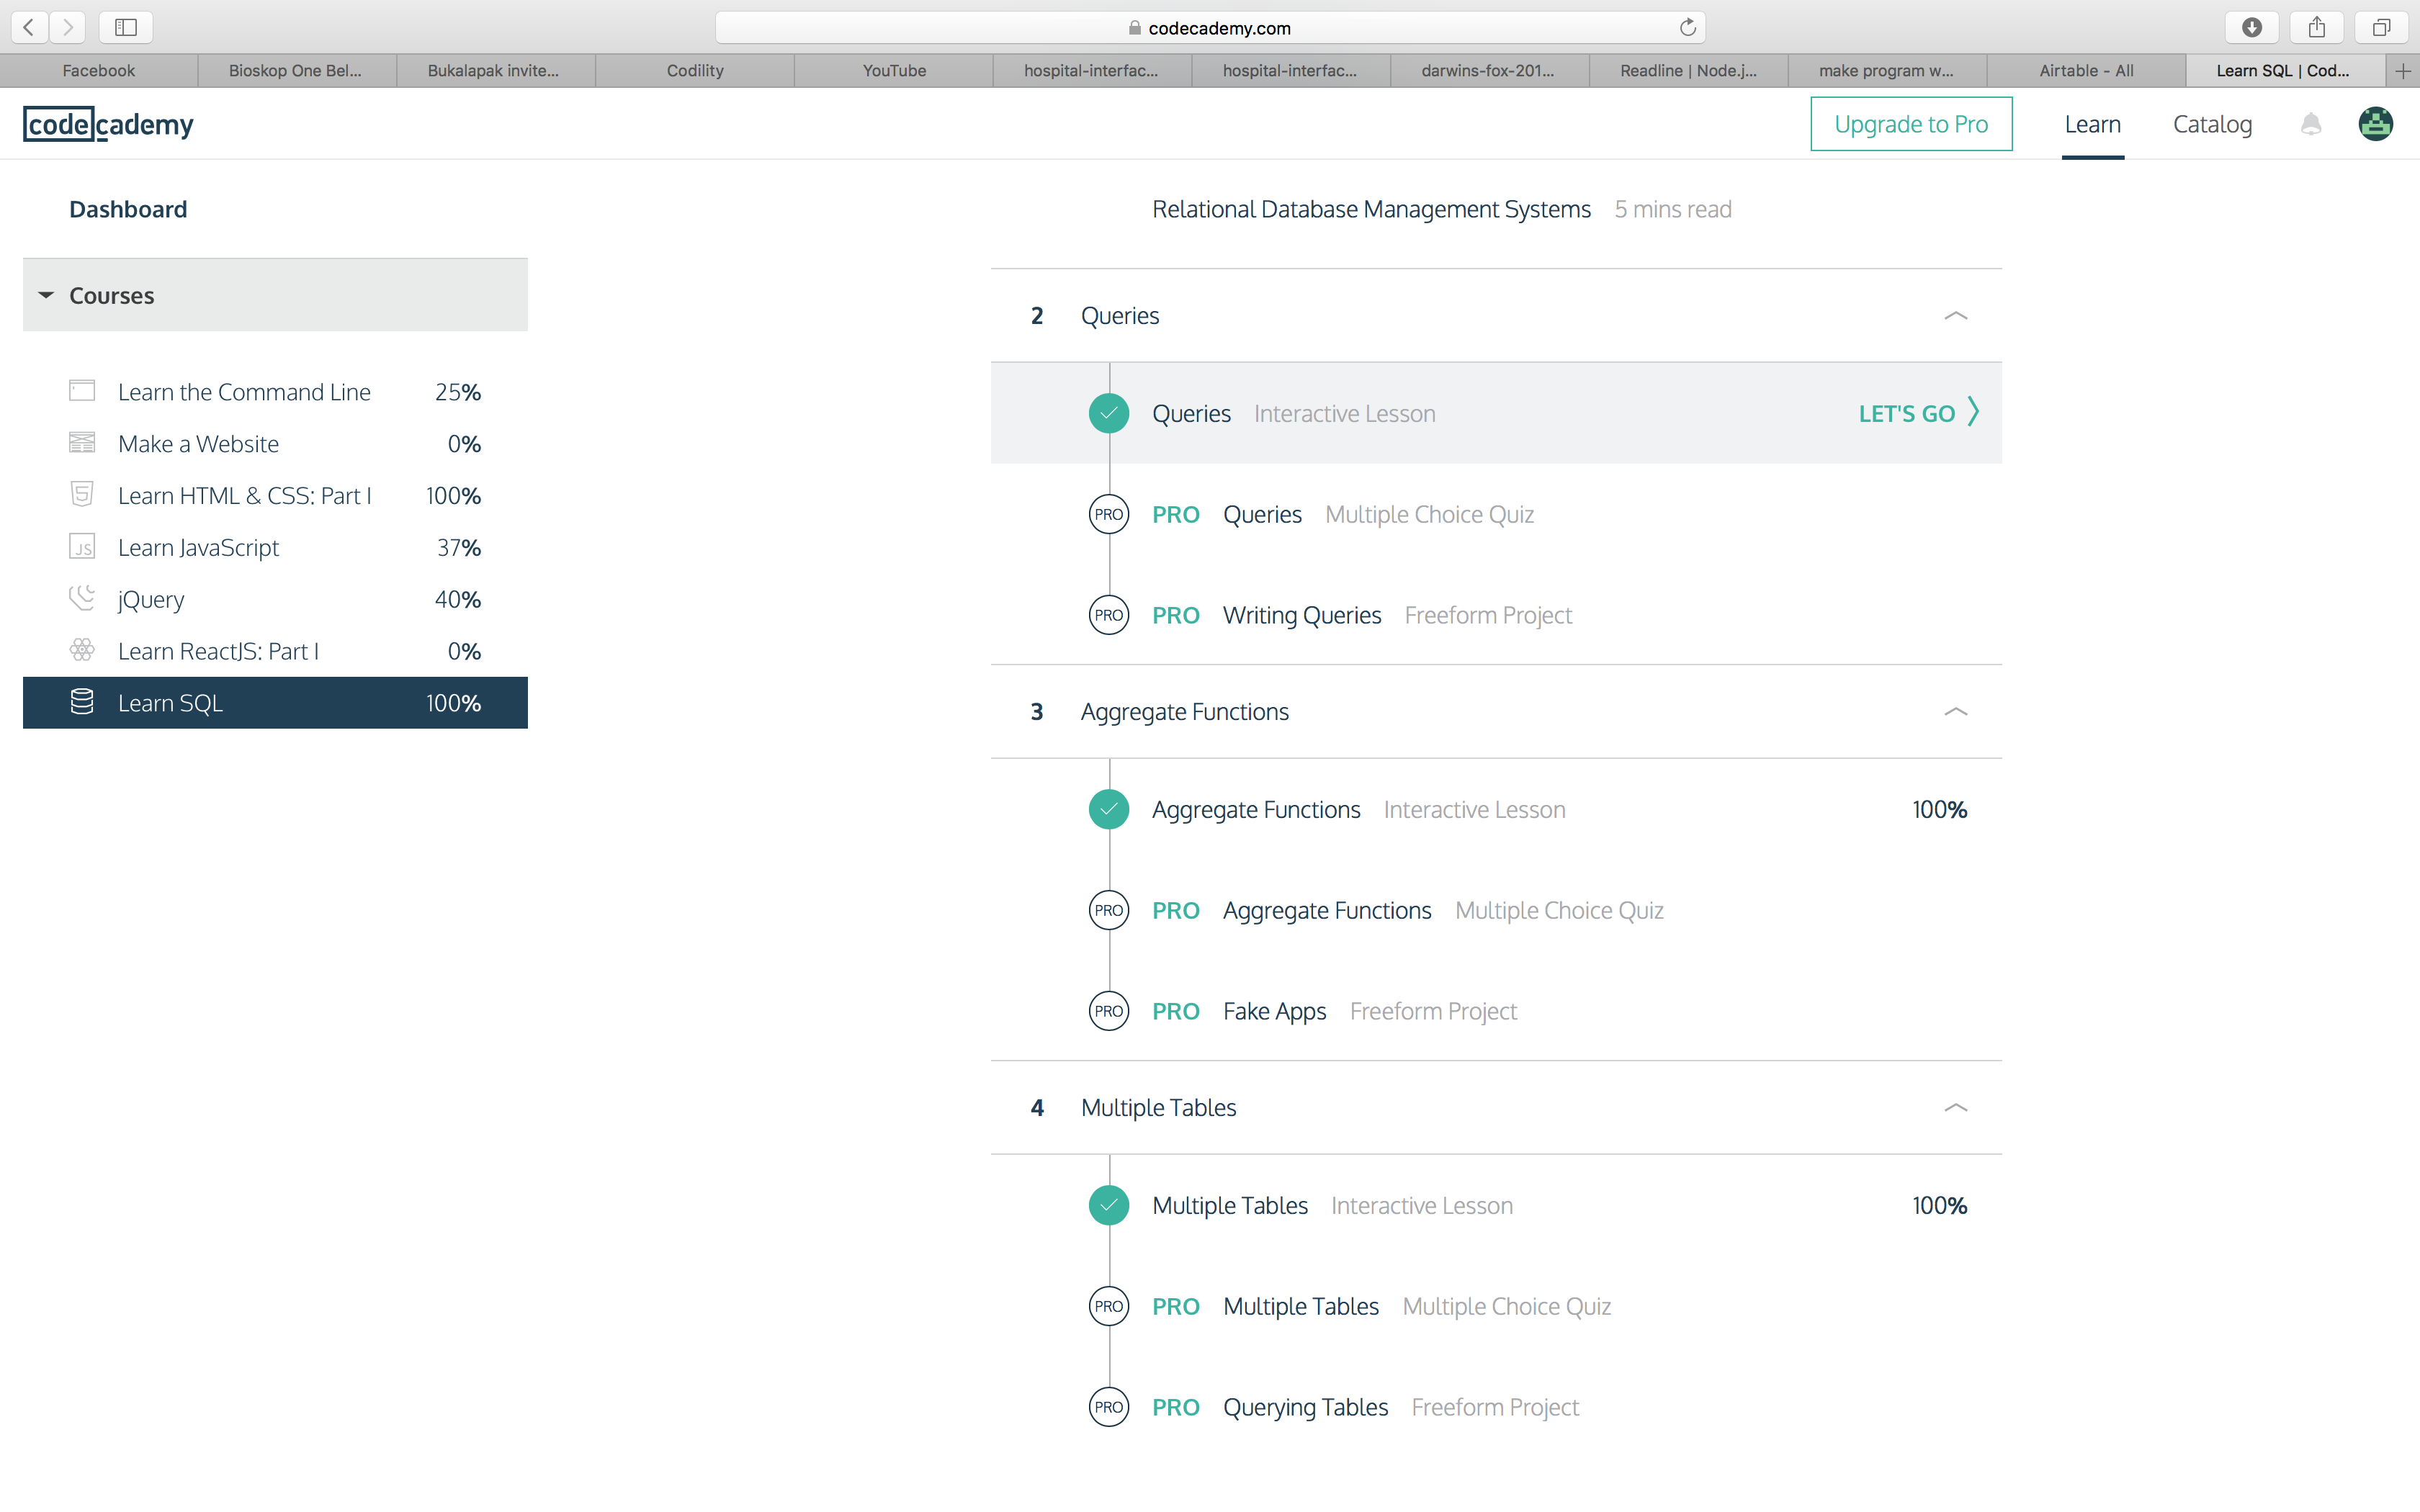 codecademy.com
Facebook
Bioskop One Bel...
Bukalapak invite...
Codility
YouTube
hospital-interfac...
hospital-interfac...
darwins-fox-201...
Readline | Node.j...
make program w...
Airtable - All
Learn SQL | Cod...
codecademy
Upgrade to Pro
Learn
Catalog
Dashboard
Courses
Learn the Command Line 25%
Make a Website 0%
Learn HTML & CSS: Part I 100%
JS Learn JavaScript 37%
jQuery 40%
Learn ReactJS: Part I 0%
Learn SQL 100%
Relational Database Management Systems 5 mins read
2 Queries
Queries Interactive Lesson LET'S GO
PRO PRO Queries Multiple Choice Quiz
PRO PRO Writing Queries Freeform Project
3 Aggregate Functions
Aggregate Functions Interactive Lesson 100%
PRO PRO Aggregate Functions Multiple Choice Quiz
PRO PRO Fake Apps Freeform Project
4 Multiple Tables
Multiple Tables Interactive Lesson 100%
PRO PRO Multiple Tables Multiple Choice Quiz
PRO PRO Querying Tables Freeform Project